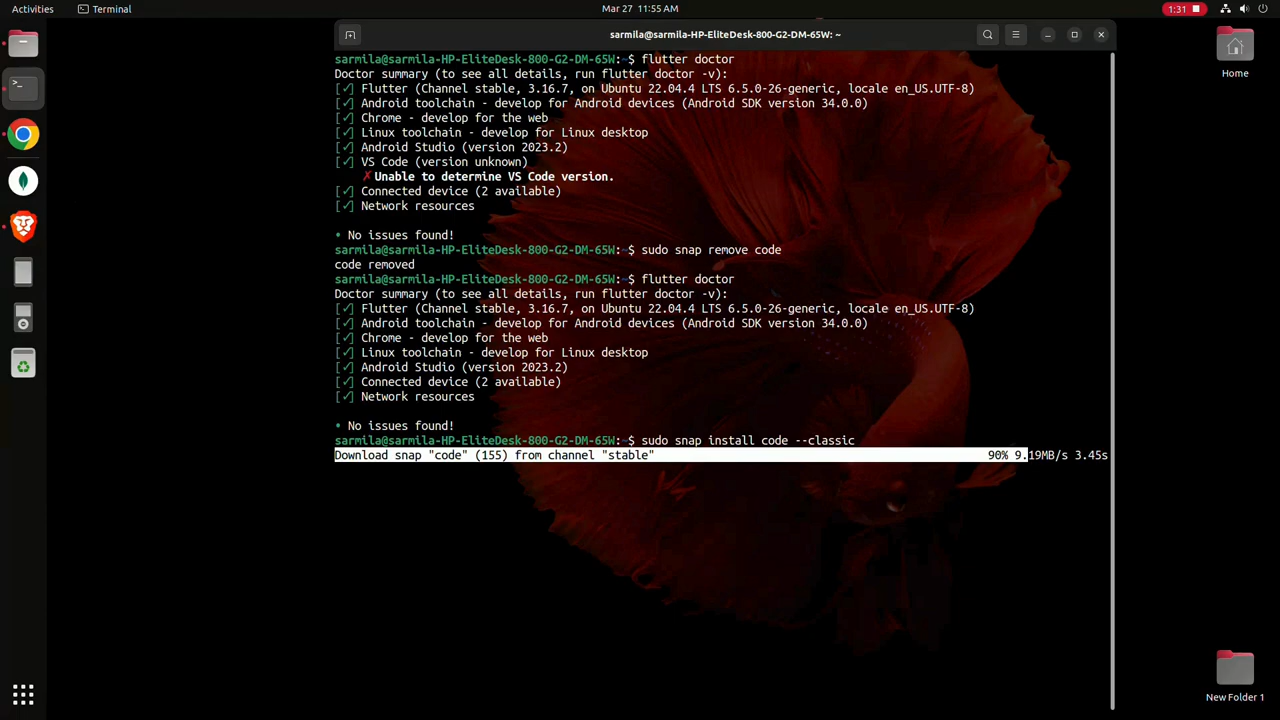 Activities
Terminal
Mar 27 11:55 AM
1:31
sarmila@sarmila-HP-EliteDesk-800-G2-DM-65W: ~
sarmila@sarmila-HP-EliteDesk-800-G2-DM-65W:~$ flutter doctor
Doctor summary (to see all details, run flutter doctor -v):
[✓] Flutter (Channel stable, 3.16.7, on Ubuntu 22.04.4 LTS 6.5.0-26-generic, locale en_US.UTF-8)
[✓] Android toolchain - develop for Android devices (Android SDK version 34.0.0)
[✓] Chrome - develop for the web
[✓] Linux toolchain - develop for Linux desktop
[✓] Android Studio (version 2023.2)
[✓] VS Code (version unknown)
✗ Unable to determine VS Code version.
[✓] Connected device (2 available)
[✓] Network resources
• No issues found!
sarmila@sarmila-HP-EliteDesk-800-G2-DM-65W:~$ sudo snap remove code
code removed
sarmila@sarmila-HP-EliteDesk-800-G2-DM-65W:~$ flutter doctor
Doctor summary (to see all details, run flutter doctor -v):
[✓] Flutter (Channel stable, 3.16.7, on Ubuntu 22.04.4 LTS 6.5.0-26-generic, locale en_US.UTF-8)
[✓] Android toolchain - develop for Android devices (Android SDK version 34.0.0)
[✓] Chrome - develop for the web
[✓] Linux toolchain - develop for Linux desktop
[✓] Android Studio (version 2023.2)
[✓] Connected device (2 available)
[✓] Network resources
• No issues found!
sarmila@sarmila-HP-EliteDesk-800-G2-DM-65W:~$ sudo snap install code --classic
Download snap "code" (155) from channel "stable" 90% 9.19MB/s 3.45s
Home
New Folder 1